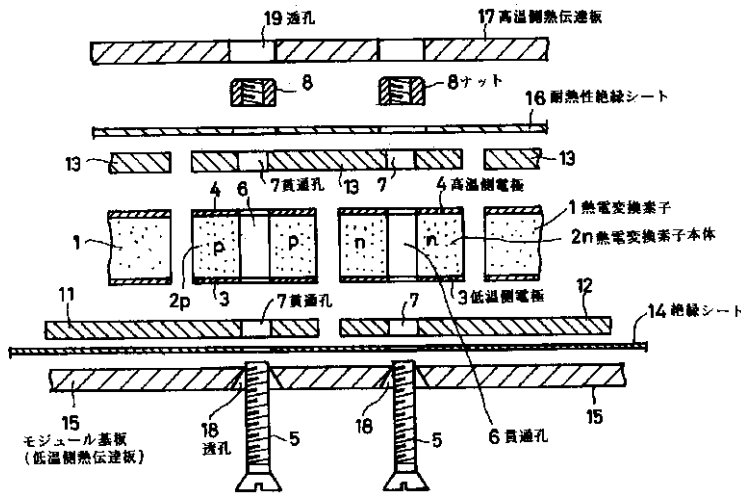 19 透孔
17 高温側熱伝達板
8
8 ナット
16 耐熱性絶縁シート
13
7 貫通孔
13
7
13
4
6
4 高温側電極
1 熱電変換素子
1
p
p
n
n
2n 熱電変換素子本体
2p
3
3 低温側電極
11
7 貫通孔
7
12
14 絶縁シート
15
18
透孔
5
18
5
6 貫通孔
15
モジュール基板
(低温側熱伝達板)